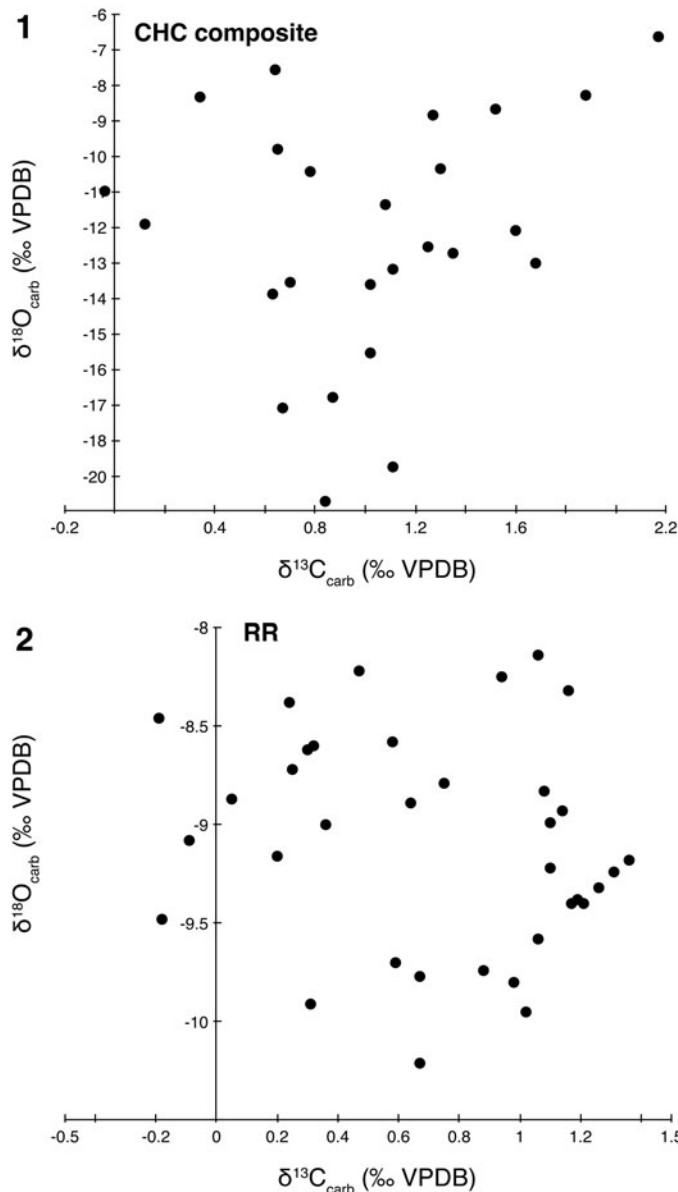 1
CHC composite
-6
-7
-8
-9
-10
-11
-12
-13
-14
-15
-16
-17
-18
-19
-20
δ18Ocarb (‰ VPDB)
-0.2 0.4 0.8 1.2 1.6 2.2
δ13Ccarb (‰ VPDB)
2
RR
-8
-8.5
-9
-9.5
-10
δ18Ocarb (‰ VPDB)
-0.5 -0.2 0 0.2 0.4 0.6 0.8 1 1.2 1.5
δ13Ccarb (‰ VPDB)